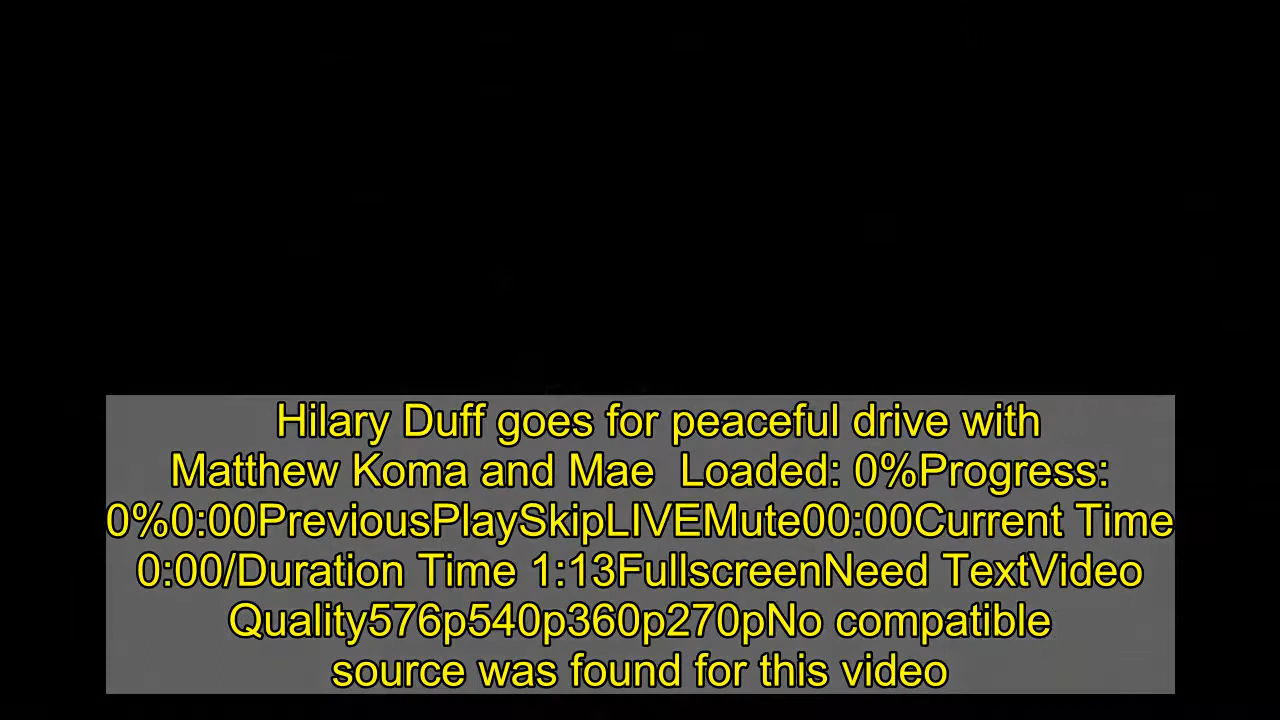 Hilary Duff goes for peaceful drive with
Matthew Koma and Mae  Loaded: 0%Progress:
0%0:00PreviousPlaySkipLIVEMute00:00Current Time
0:00/Duration Time 1:13FullscreenNeed TextVideo
Quality576p540p360p270pNo compatible
source was found for this video